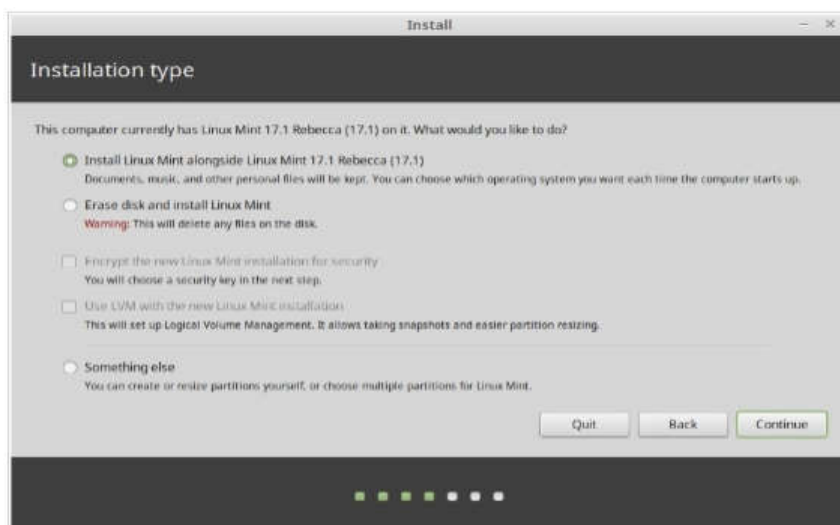 Install
Installation type
This computer currently has Linux Mint 17.1 Rebecca (17.1) on it. What would you like to do?
Install Linux Mint alongside Linux Mint 17.1 Rebecca (17.1)
Documents, music, and other personal files will be kept. You can choose which operating system you want each time the computer starts up.
Erase disk and install Linux Mint
Warning: This will delete any files on the disk.
Encrypt the new Linux Mint installation for security
You will choose a security key in the next step.
Use LVM with the new Linux Mint installation
This will set up Logical Volume Management. It allows taking snapshots and easier partition resizing.
Something else
You can create or resize partitions yourself, or choose multiple partitions for Linux Mint.
Quit Back Continue